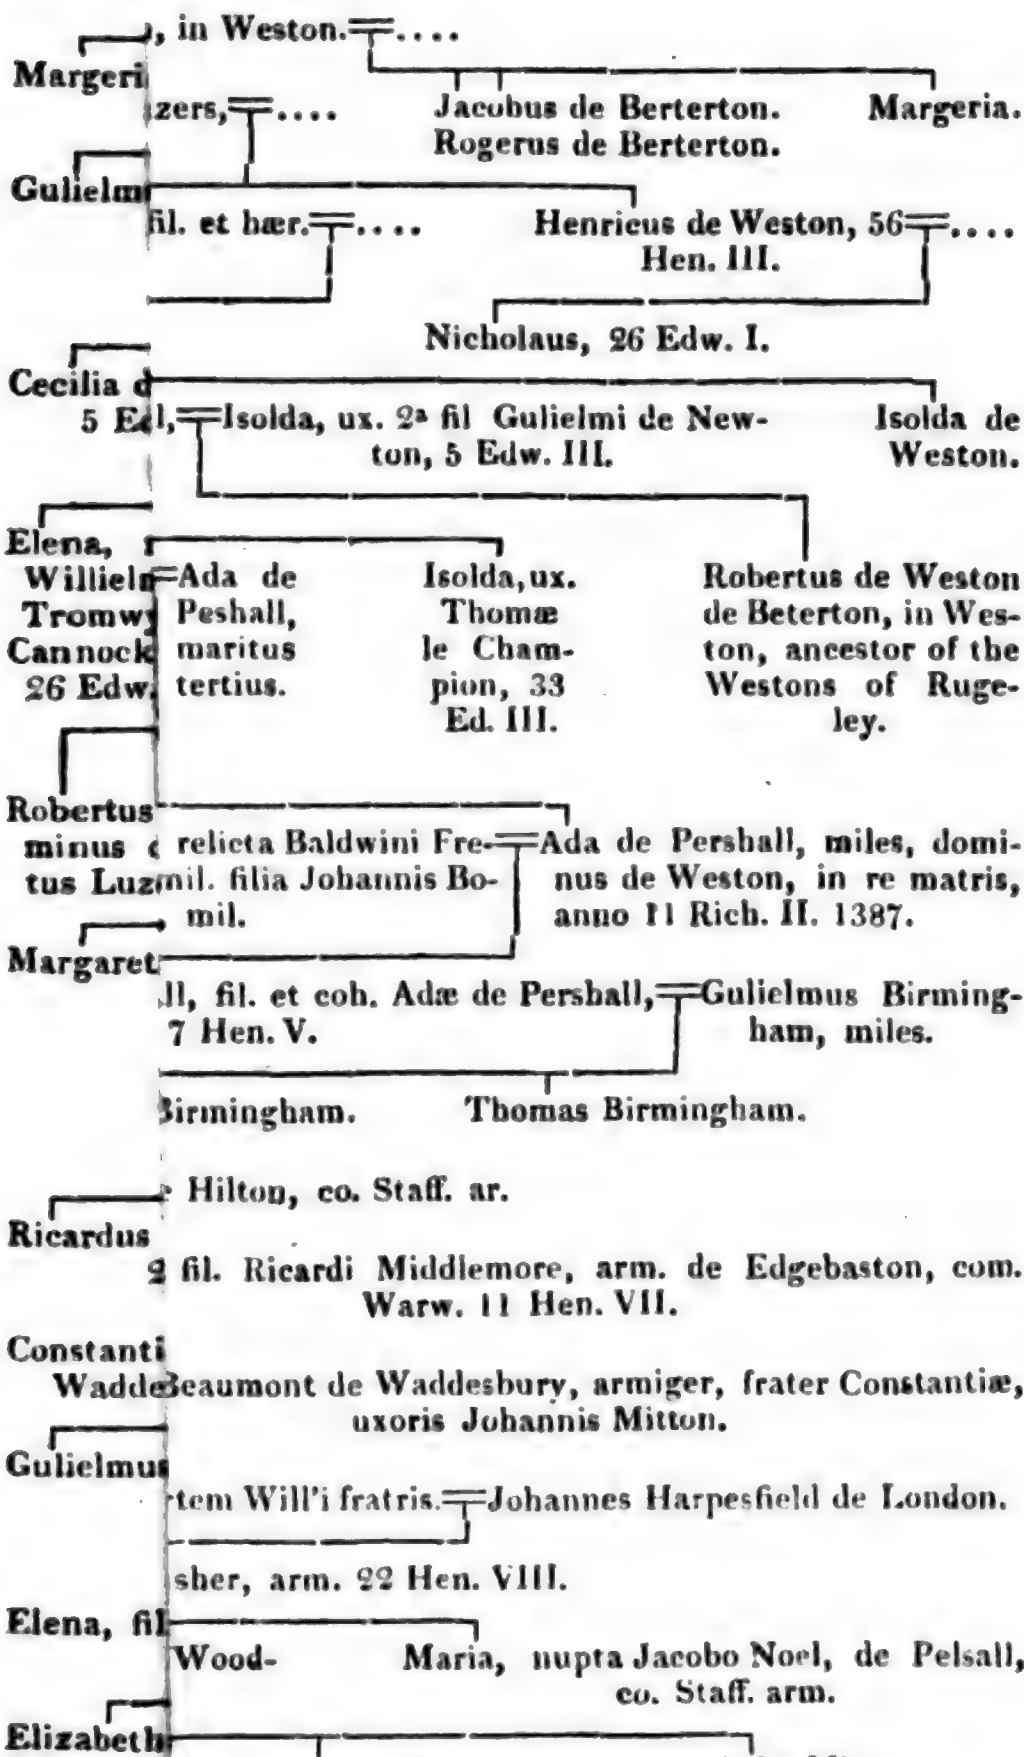 , in Weston. ....
Margeri
zers, ....
Jacobus de Berterton. Margeria.
Rogerus de Berterton.
Gulielm
fil. et hær. .... Henricus de Weston, 56 ....
Hen. III.
Nicholaus, 26 Edw. I.
Cecilia d
5 Ed l, Isolda, ux. 2ª fil Gulielmi de New- Isolda de
ton, 5 Edw. III. Weston.
Elena,
Williel Ada de Isolda, ux. Robertus de Weston
Tromw Peshall, Thomæ de Beterton, in Wes-
Cannock maritus le Cham- ton, ancestor of the
26 Edw. tertius. pion, 33 Westons of Ruge-
Ed. III. ley.
Robertus
minus relicta Baldwini Fre- Ada de Pershall, miles, domi-
tus Luz mil. filia Johannis Bo- nus de Weston, in re matris,
mil. anno 11 Rich. II. 1387.
Margaret
ll, fil. et coh. Adæ de Pershall, Gulielmus Birming-
7 Hen. V. ham, miles.
Birmingham. Thomas Birmingham.
Hilton, co. Staff. ar.
Ricardus
2 fil. Ricardi Middlemore, arm. de Edgebaston, com.
Warw. 11 Hen. VII.
Constanti
Wadde Beaumont de Waddesbury, armiger, frater Constantiæ,
uxoris Johannis Mitton.
Gulielmus
tem Will'i fratris. Johannes Harpesfield de London.
sher, arm. 22 Hen. VIII.
Elena, fil
Wood- Maria, nupta Jacobo Noel, de Pelsall,
co. Staff. arm.
Elizabeth